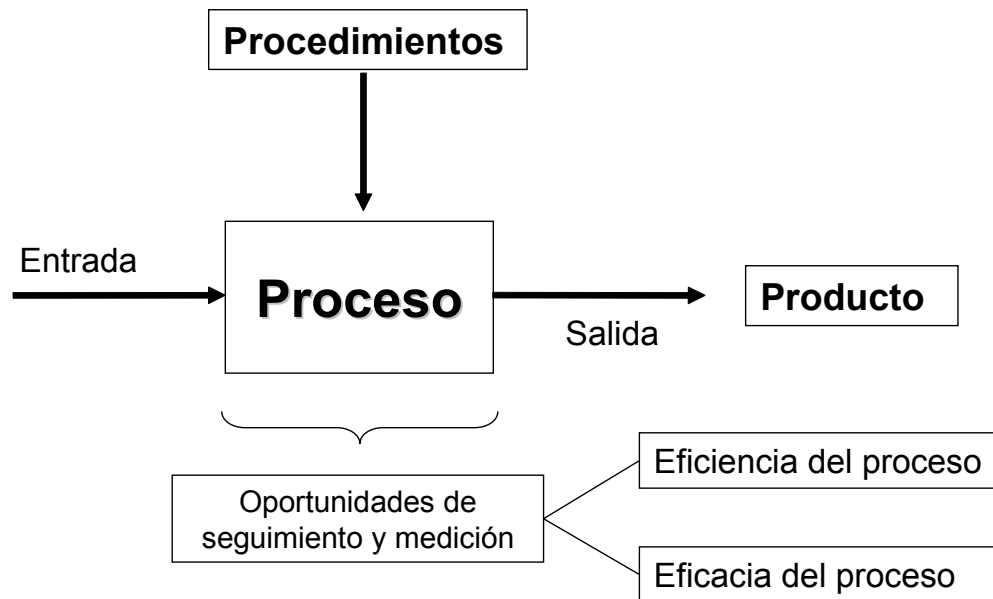 Procedimientos
Entrada
Proceso
Salida
Producto
Oportunidades de
seguimiento y medición
Eficiencia del proceso
Eficacia del proceso